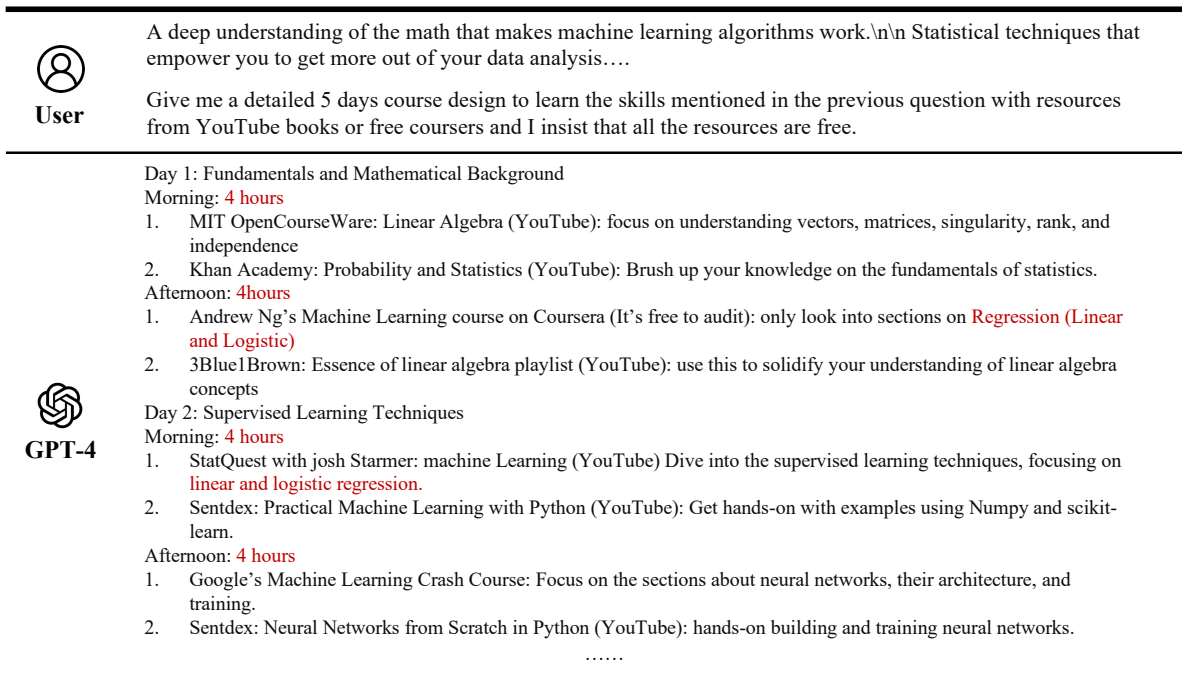 A deep understanding of the math that makes machine learning algorithms work.\n\n Statistical techniques that
empower you to get more out of your data analysis….
Give me a detailed 5 days course design to learn the skills mentioned in the previous question with resources
from YouTube books or free coursers and I insist that all the resources are free.
User
Day 1: Fundamentals and Mathematical Background
Morning: 4 hours
1. MIT OpenCourseWare: Linear Algebra (YouTube): focus on understanding vectors, matrices, singularity, rank, and
independence
2. Khan Academy: Probability and Statistics (YouTube): Brush up your knowledge on the fundamentals of statistics.
Afternoon: 4hours
1. Andrew Ng’s Machine Learning course on Coursera (It’s free to audit): only look into sections on Regression (Linear
and Logistic)
2. 3Blue1Brown: Essence of linear algebra playlist (YouTube): use this to solidify your understanding of linear algebra
concepts
Day 2: Supervised Learning Techniques
Morning: 4 hours
1. StatQuest with josh Starmer: machine Learning (YouTube) Dive into the supervised learning techniques, focusing on
linear and logistic regression.
2. Sentdex: Practical Machine Learning with Python (YouTube): Get hands-on with examples using Numpy and scikit-
learn.
Afternoon: 4 hours
1. Google’s Machine Learning Crash Course: Focus on the sections about neural networks, their architecture, and
training.
2. Sentdex: Neural Networks from Scratch in Python (YouTube): hands-on building and training neural networks.
……
GPT-4